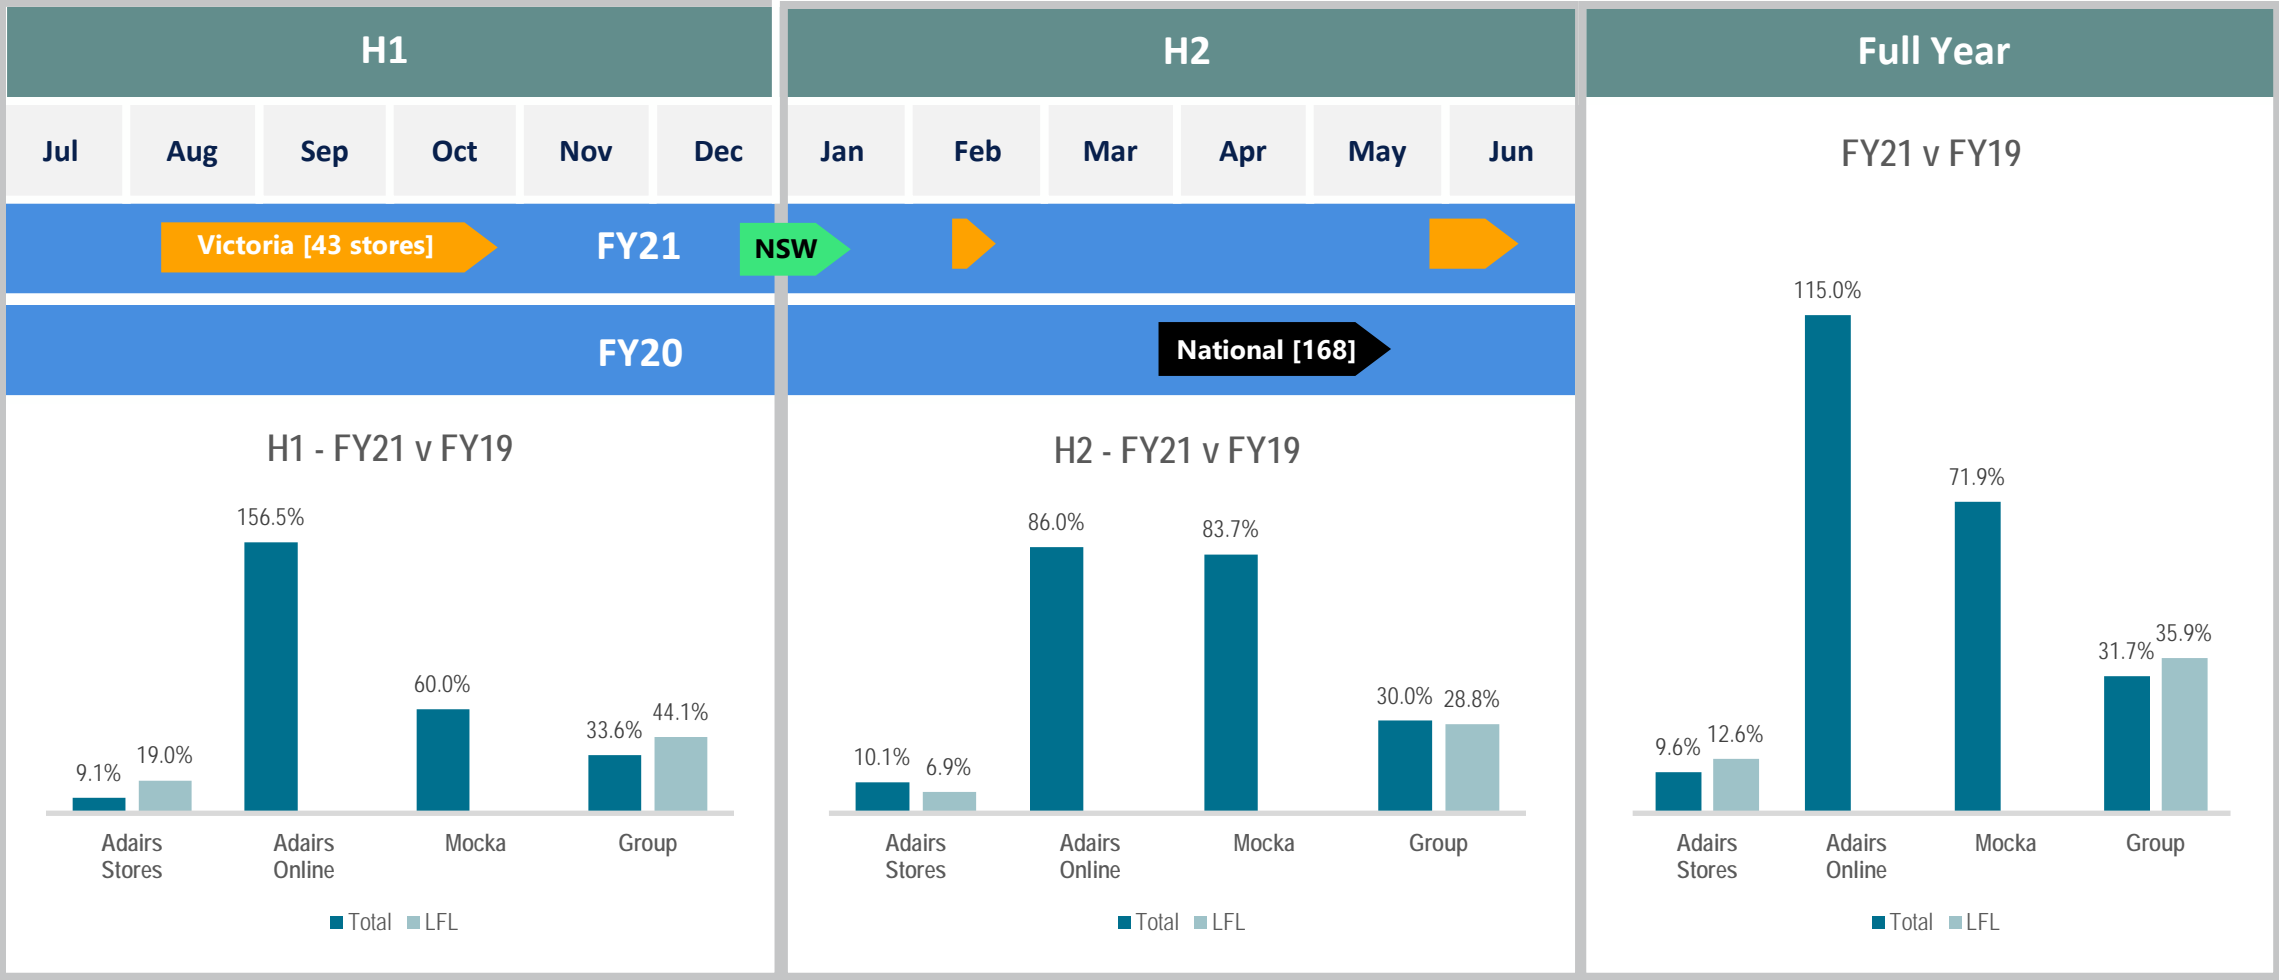 H1
H2
Full Year
Jul Aug Sep Oct Nov Dec Jan Feb Mar Apr May Jun
Victoria [43 stores]
FY21
NSW
FY20
National [168]
H1 - FY21 v FY19
156.5%
60.0%
33.6%
44.1%
9.1%
19.0%
Adairs Stores
Adairs Online
Mocka
Group
Total LFL
H2 - FY21 v FY19
86.0%
83.7%
30.0%
28.8%
10.1%
6.9%
Adairs Stores
Adairs Online
Mocka
Group
Total LFL
FY21 v FY19
115.0%
71.9%
31.7%
35.9%
9.6%
12.6%
Adairs Stores
Adairs Online
Mocka
Group
Total LFL